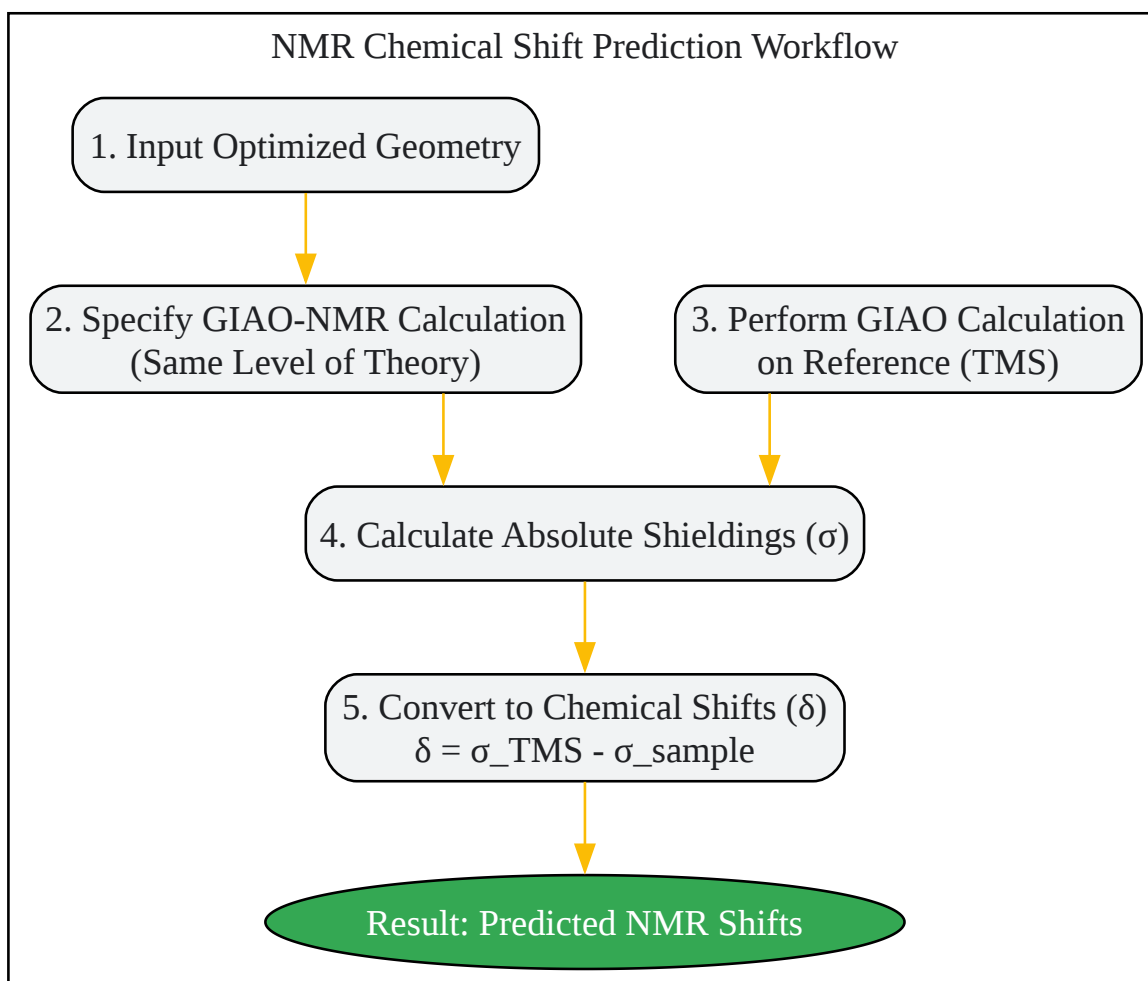 NMR Chemical Shift Prediction Workflow
1. Input Optimized Geometry
2. Specify GIAO-NMR Calculation
(Same Level of Theory)
3. Perform GIAO Calculation
on Reference (TMS)
4. Calculate Absolute Shieldings (σ)
5. Convert to Chemical Shifts (δ)
δ = σ_TMS - σ_sample
Result: Predicted NMR Shifts